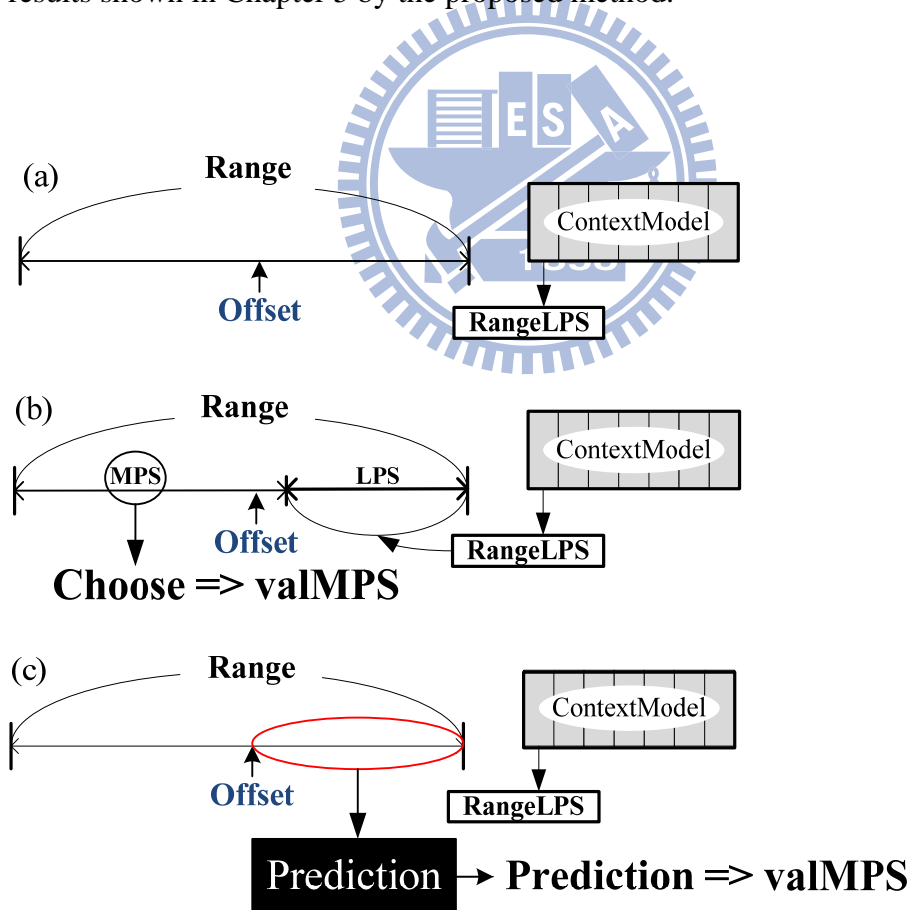 results shown in Chapter 5 by the proposed method.
E S A
(a)
Range
ContextModel
Offset
RangeLPS
(b)
Range
ContextModel
MPS
LPS
Offset
RangeLPS
Choose => valMPS
(c)
Range
ContextModel
Offset
RangeLPS
Prediction
Prediction => valMPS